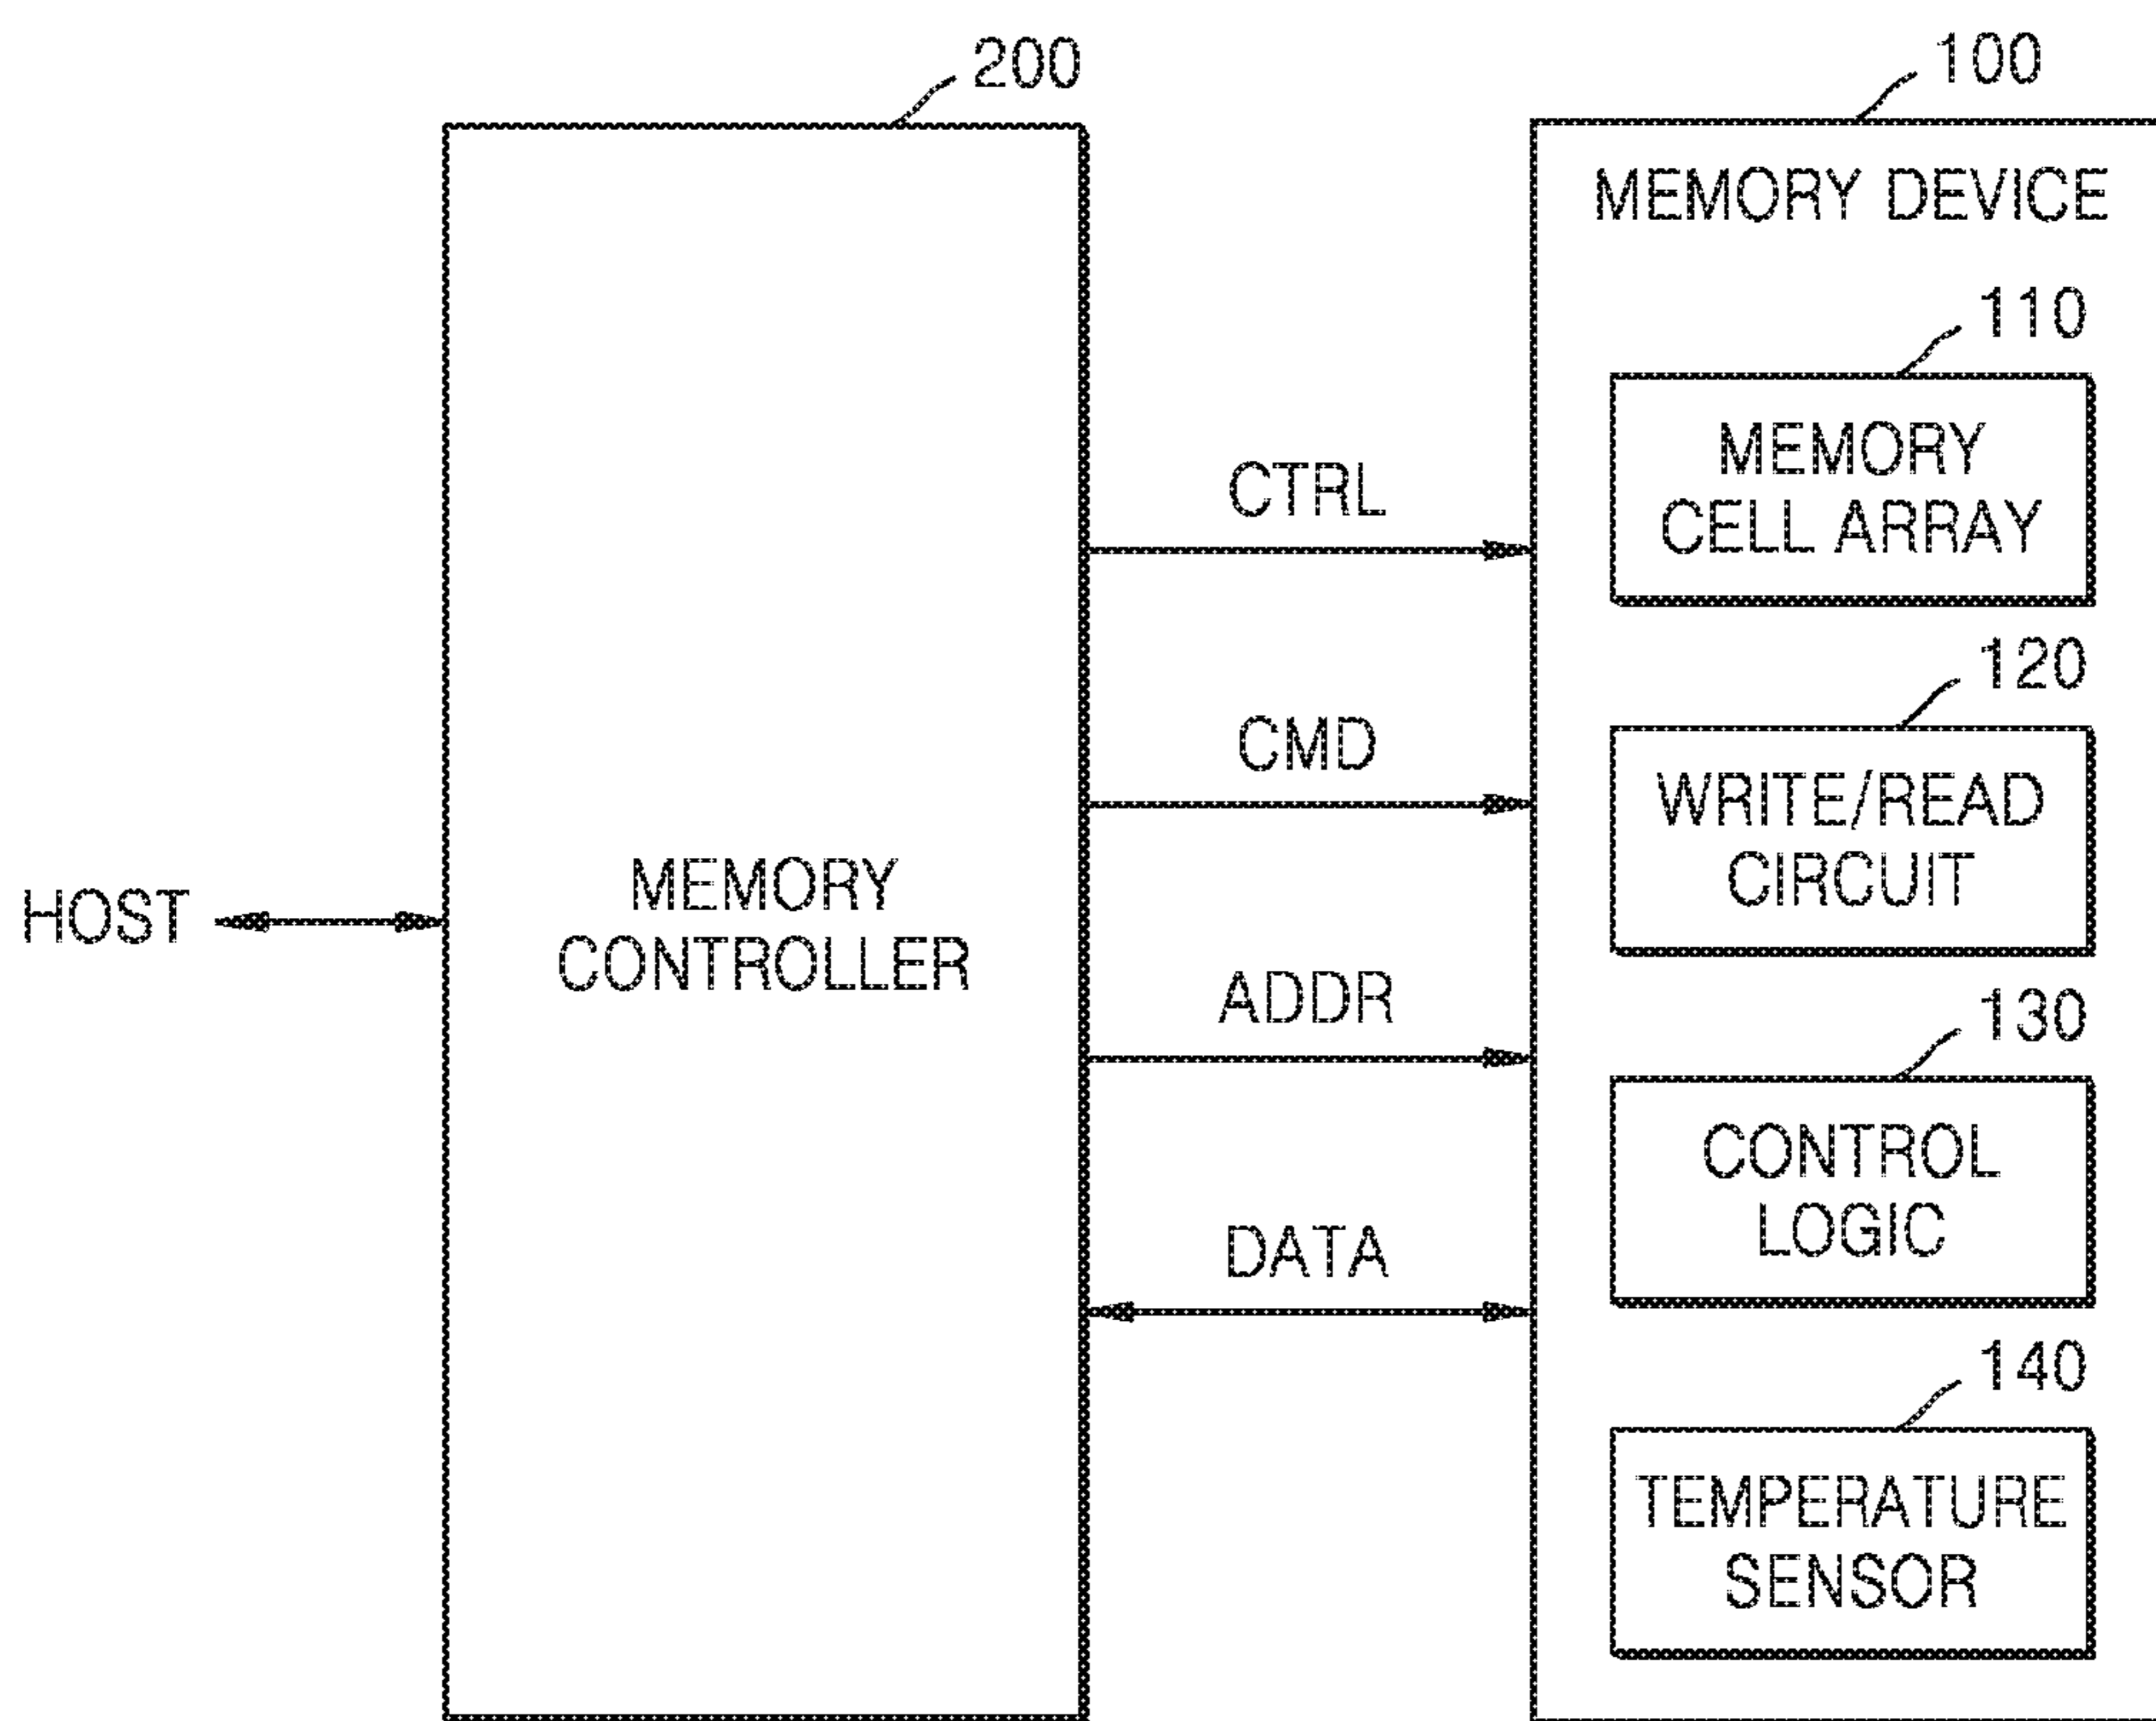 200
100
MEMORY DEVICE
110
MEMORY
CELL ARRAY
CTRL
120
CMD
WRITE/READ
CIRCUIT
HOST
MEMORY
CONTROLLER
ADDR
130
CONTROL
LOGIC
DATA
140
TEMPERATURE
SENSOR